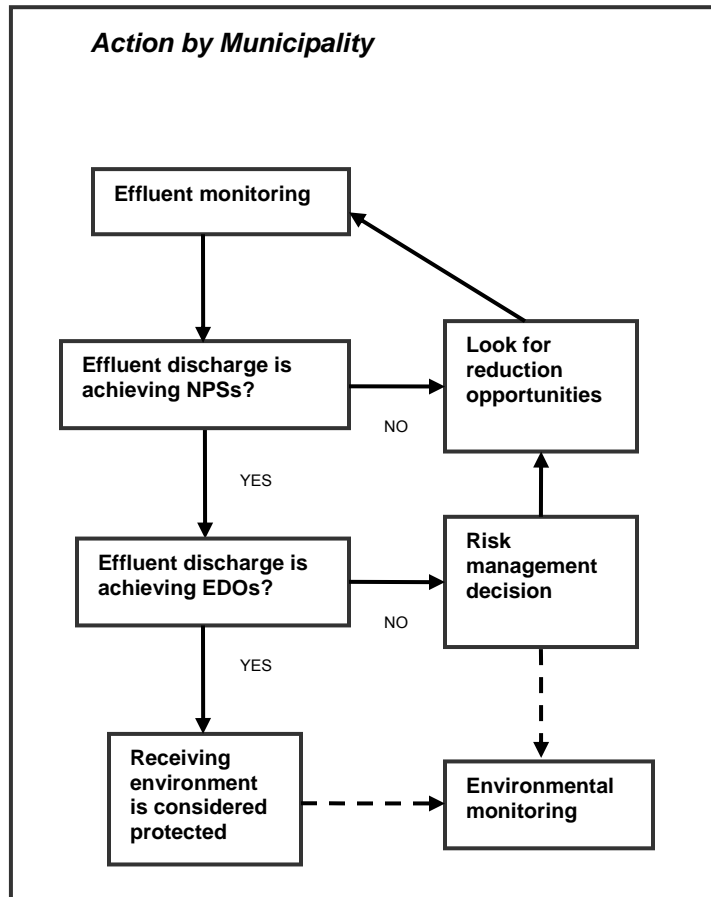 Action by Municipality
Effluent monitoring
Effluent discharge is
achieving NPSs?
NO
Look for
reduction
opportunities
YES
Effluent discharge is
achieving EDOs?
NO
Risk
management
decision
YES
Receiving
environment
is considered
protected
Environmental
monitoring